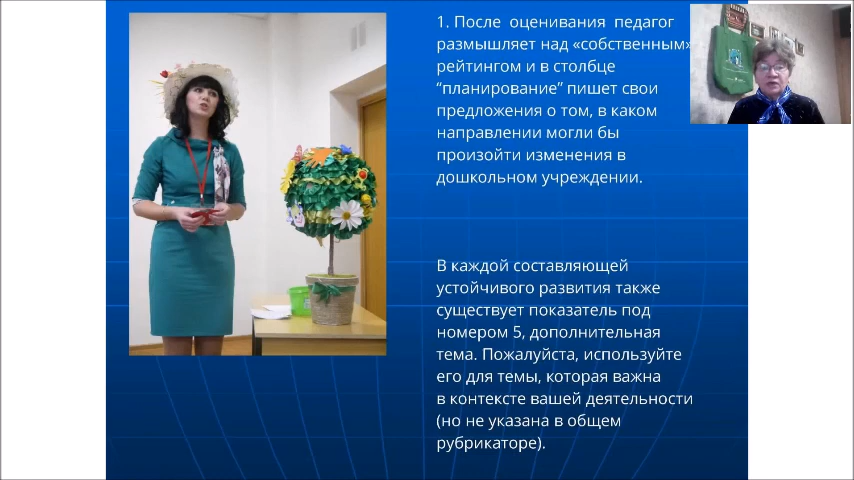 1. После оценивания педагог
размышляет над «собственным»
рейтингом и в столбце
“планирование” пишет свои
предложения о том, в каком
направлении могли бы
произойти изменения в
дошкольном учреждении.
В каждой составляющей
устойчивого развития также
существует показатель под
номером 5, дополнительная
тема. Пожалуйста, используйте
его для темы, которая важна
в контексте вашей деятельности
(но не указана в общем
рубрикаторе).